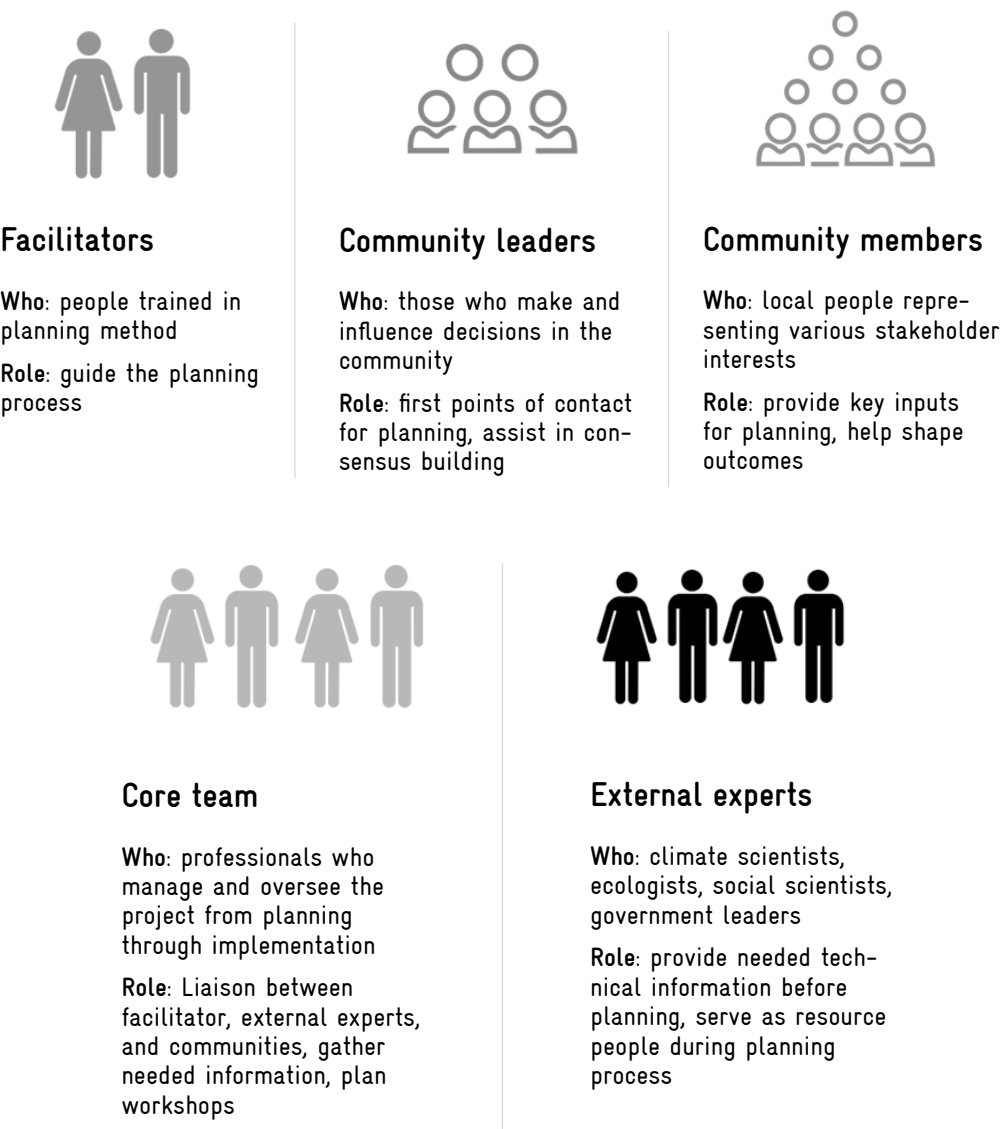 Facilitators
Who: people trained in
planning method
Role: guide the planning
process
Community leaders
Who: those who make and
influence decisions in the
community
Role: first points of contact
for planning, assist in con-
sensus building
Community members
Who: local people repre-
senting various stakeholder
interests
Role: provide key inputs
for planning, help shape
outcomes
Core team
Who: professionals who
manage and oversee the
project from planning
through implementation
Role: Liaison between
facilitator, external experts,
and communities, gather
needed information, plan
workshops
External experts
Who: climate scientists,
ecologists, social scientists,
government leaders
Role: provide needed tech-
nical information before
planning, serve as resource
people during planning
process